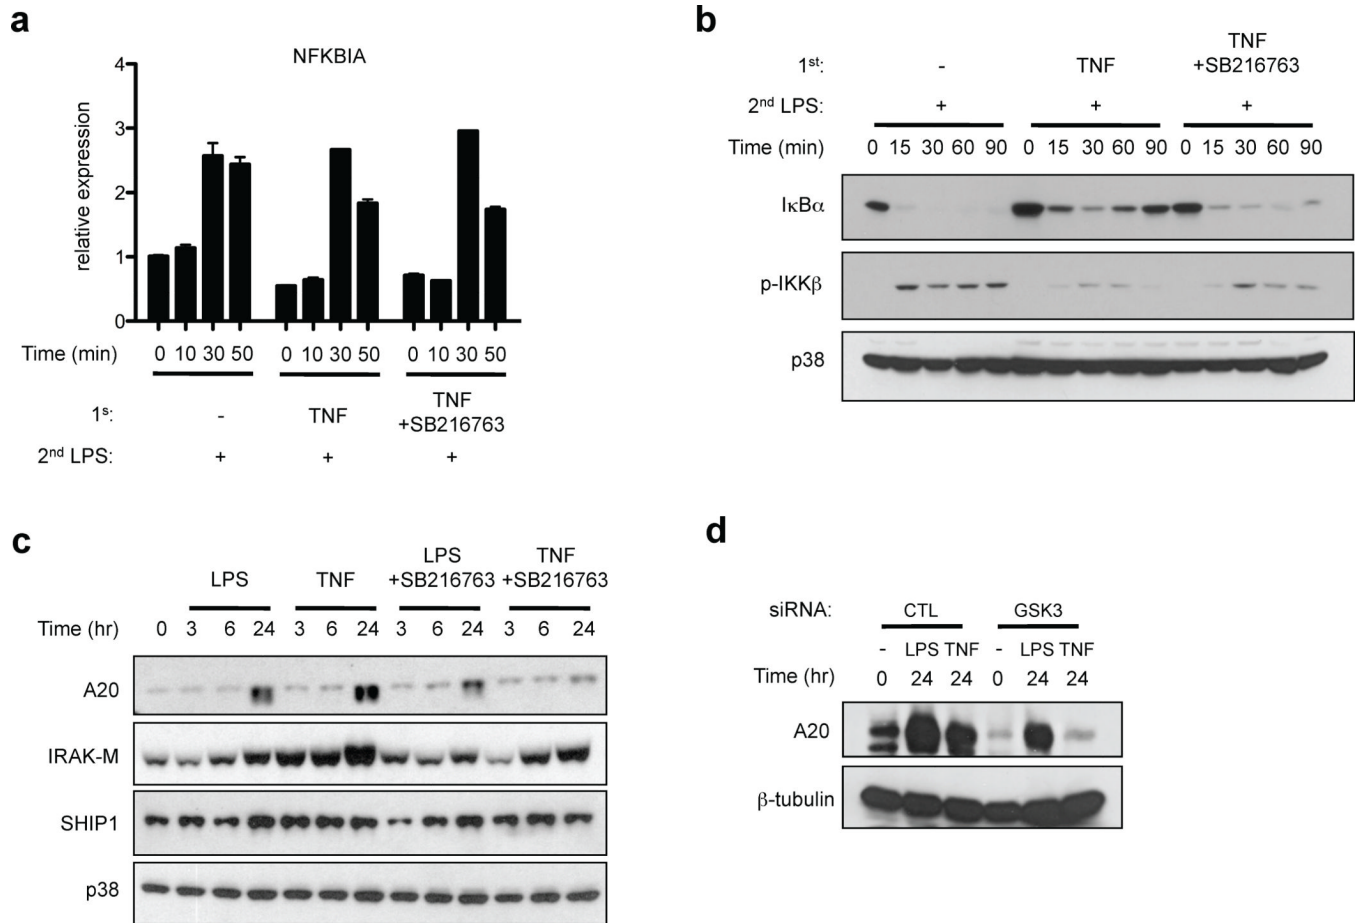 a
NFKBIA
relative expression
4
3
2
1
0
Time (min) 0 10 30 50 0 10 30 50 0 10 30 50
1s: - TNF TNF +SB216763
2nd LPS: + + +
b
1st: - TNF TNF +SB216763
2nd LPS: + + +
Time (min) 0 15 30 60 90 0 15 30 60 90 0 15 30 60 90
IκBα
p-IKKβ
p38
c
LPS TNF LPS +SB216763 TNF +SB216763
Time (hr) 0 3 6 24 3 6 24 3 6 24 3 6 24
A20
IRAK-M
SHIP1
p38
d
siRNA: CTL GSK3
- LPS TNF - LPS TNF
Time (hr) 0 24 24 0 24 24
A20
β-tubulin